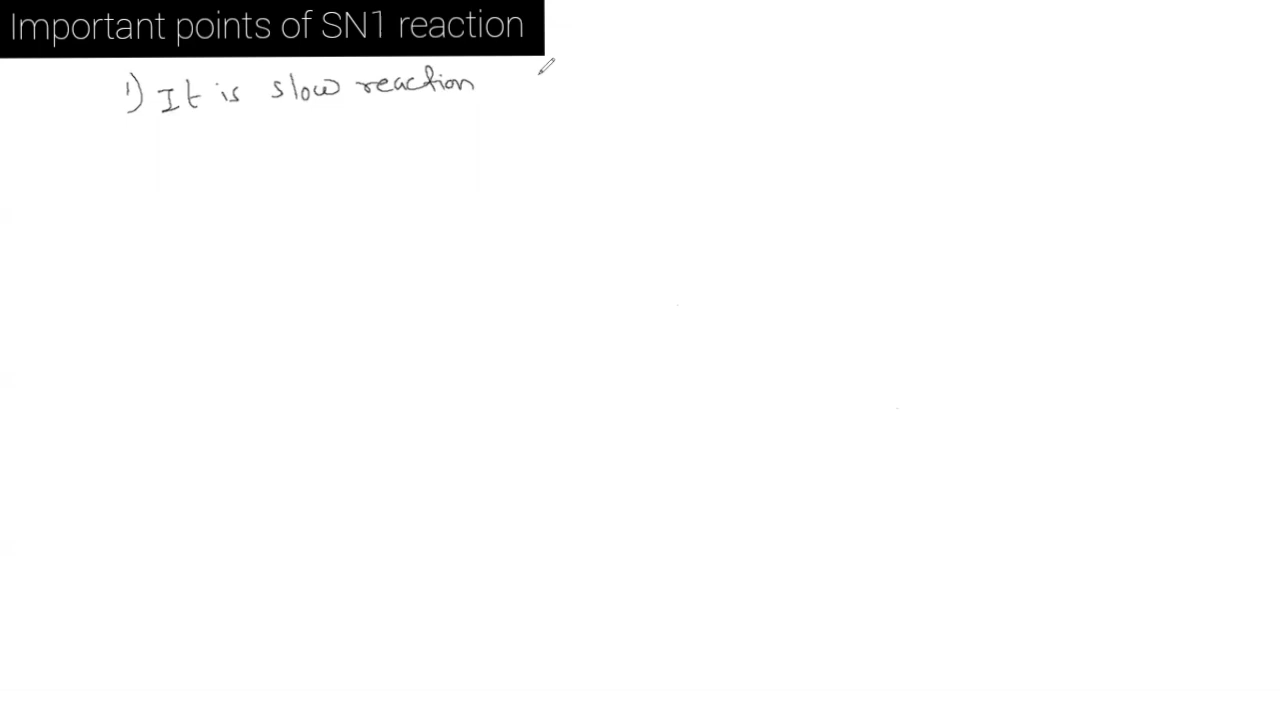 Important points of SN1 reaction
1) It is slow reaction